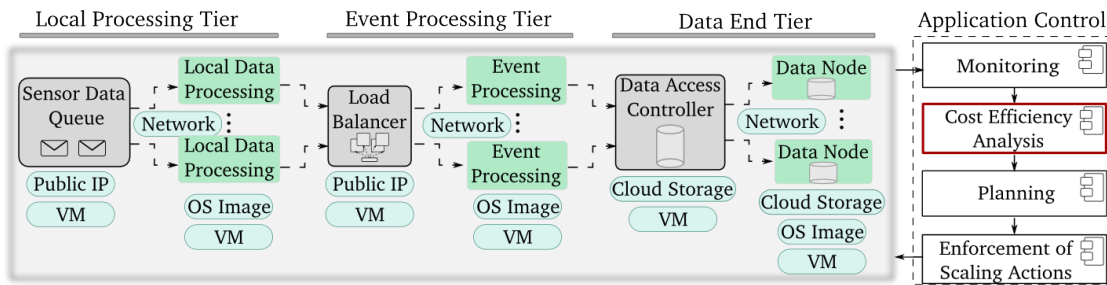 Local Processing Tier
Event Processing Tier
Data End Tier
Application Control
Sensor Data
Queue
Public IP
VM
Local Data
Processing
Network
Local Data
Processing
OS Image
VM
Load
Balancer
Public IP
VM
Event
Processing
Network
Event
Processing
OS Image
VM
Data Access
Controller
Cloud Storage
VM
Data Node
Network
Data Node
Cloud Storage
OS Image
VM
Monitoring
Cost Efficiency
Analysis
Planning
Enforcement of
Scaling Actions